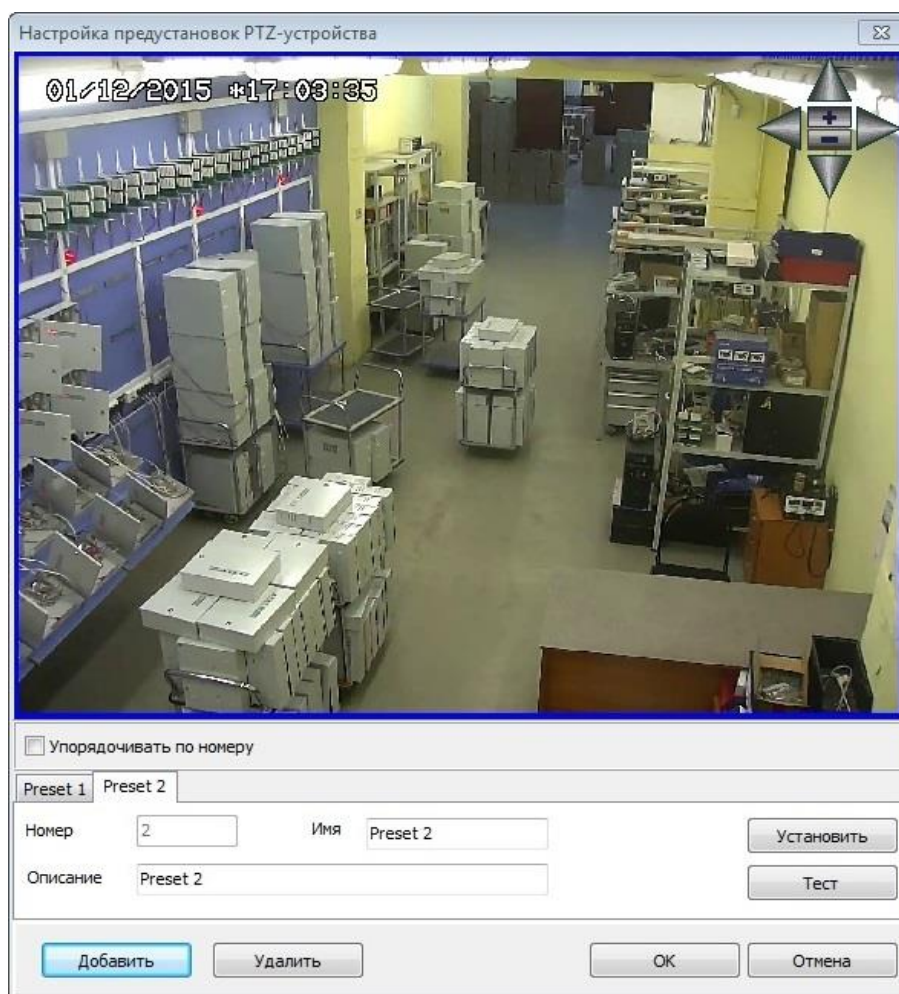 Настройка предустановок PTZ-устройства
01/12/2015 *17:03:35
Упорядочивать по номеру
Preset 1 Preset 2
Номер 2 Имя Preset 2 Установить
Описание Preset 2 Тест
Добавить Удалить OK Отмена